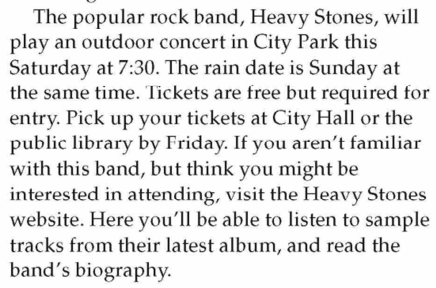 The popular rock band, Heavy Stones, will
play an outdoor concert in City Park this
Saturday at 7:30. The rain date is Sunday at
the same time. Tickets are free but required for
entry. Pick up your tickets at City Hall or the
public library by Friday. If you aren't familiar
with this band, but think you might be
interested in attending, visit the Heavy Stones
website. Here you'll be able to listen to sample
tracks from their latest album, and read the
band's biography.